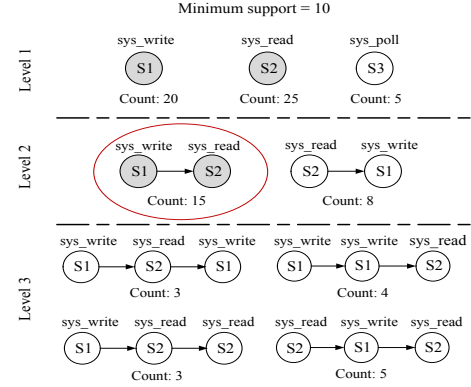 Minimum support = 10
Level 1
sys_write sys_read sys_poll
S1 S2 S3
Count: 20 Count: 25 Count: 5
Level 2
sys_write sys_read sys_read sys_write
S1 S2 S2 S1
Count: 15 Count: 8
Level 3
sys_write sys_read sys_write sys_write sys_write sys_read
S1 S2 S1 S1 S1 S2
Count: 3 Count: 4
sys_write sys_read sys_read sys_read sys_write sys_read
S1 S2 S2 S2 S1 S2
Count: 3 Count: 5